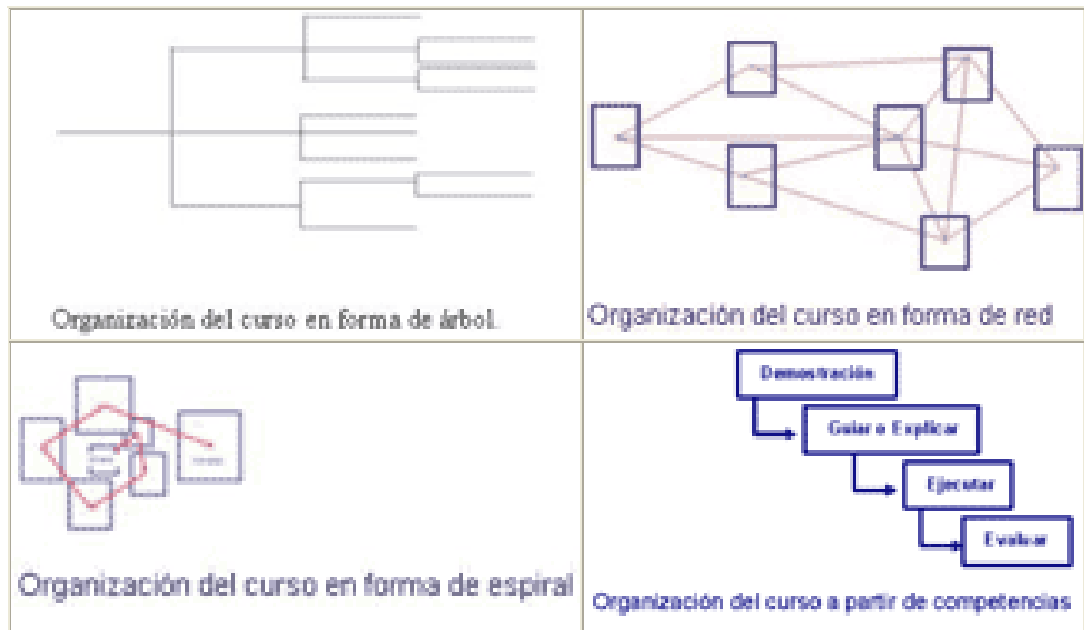 Organización del curso en forma de árbol.
Organización del curso en forma de red
Organización del curso en forma de espiral
Demostración
Guiar o Explicar
Ejecutar
Evaluar
Organización del curso a partir de competencias